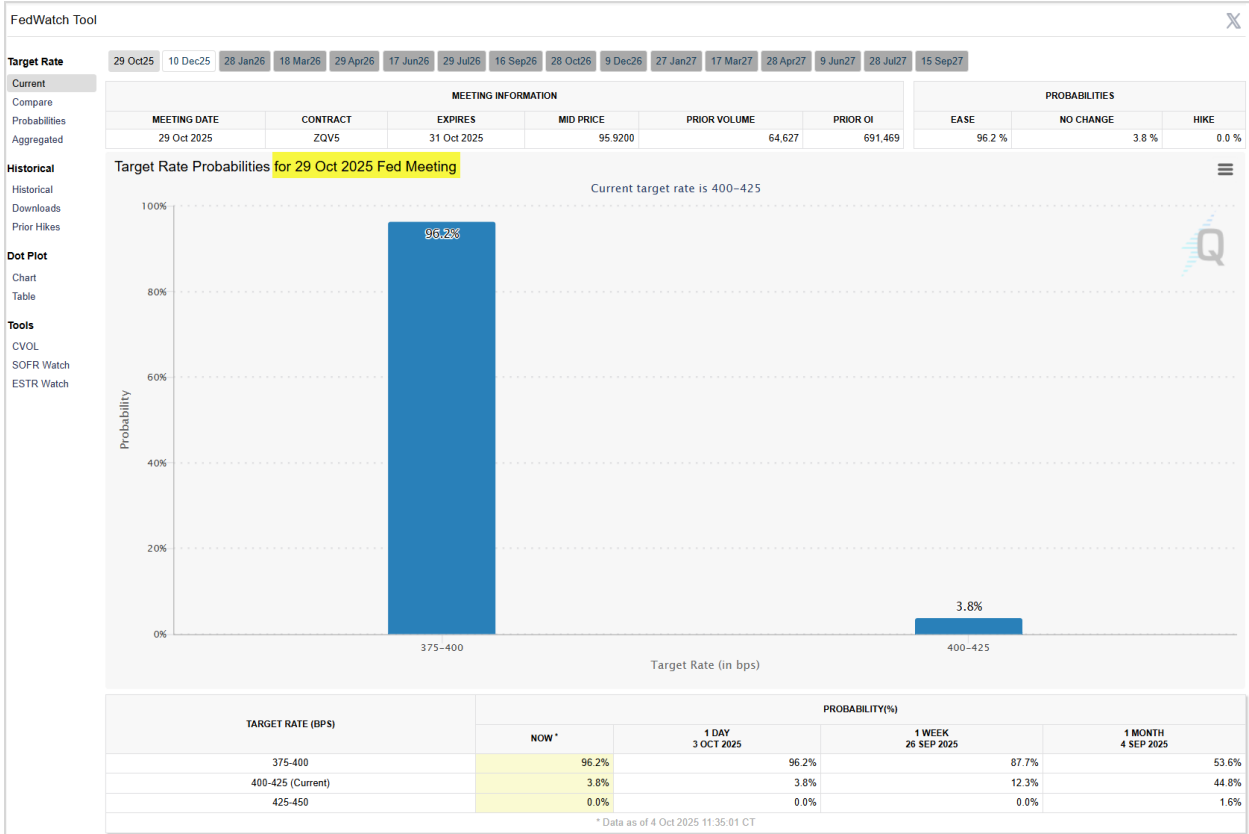 FedWatch Tool
X
Target Rate
Current
Compare
Probabilities
Aggregated
Historical
Historical
Downloads
Prior Hikes
Dot Plot
Chart
Table
Tools
CVOL
SOFR Watch
ESTR Watch
29 Oct25 10 Dec25 28 Jan26 18 Mar26 29 Apr26 17 Jun26 29 Jul26 16 Sep26 28 Oct26 9 Dec26 27 Jan27 17 Mar27 28 Apr27 9 Jun27 28 Jul27 15 Sep27
MEETING INFORMATION
MEETING DATE CONTRACT EXPIRES MID PRICE PRIOR VOLUME PRIOR OI
29 Oct 2025 ZQV5 31 Oct 2025 95.9200 64,627 691,469
PROBABILITIES
EASE NO CHANGE HIKE
96.2 % 3.8 % 0.0 %
Target Rate Probabilities for 29 Oct 2025 Fed Meeting
Current target rate is 400-425
Q
Probability
100%
80%
60%
40%
20%
0%
96.2%
3.8%
375-400 400-425
Target Rate (in bps)
TARGET RATE (BPS) PROBABILITY(%)
NOW * 1 DAY 1 WEEK 1 MONTH
3 OCT 2025 26 SEP 2025 4 SEP 2025
375-400 96.2% 96.2% 87.7% 53.6%
400-425 (Current) 3.8% 3.8% 12.3% 44.8%
425-450 0.0% 0.0% 0.0% 1.6%
* Data as of 4 Oct 2025 11:35:01 CT